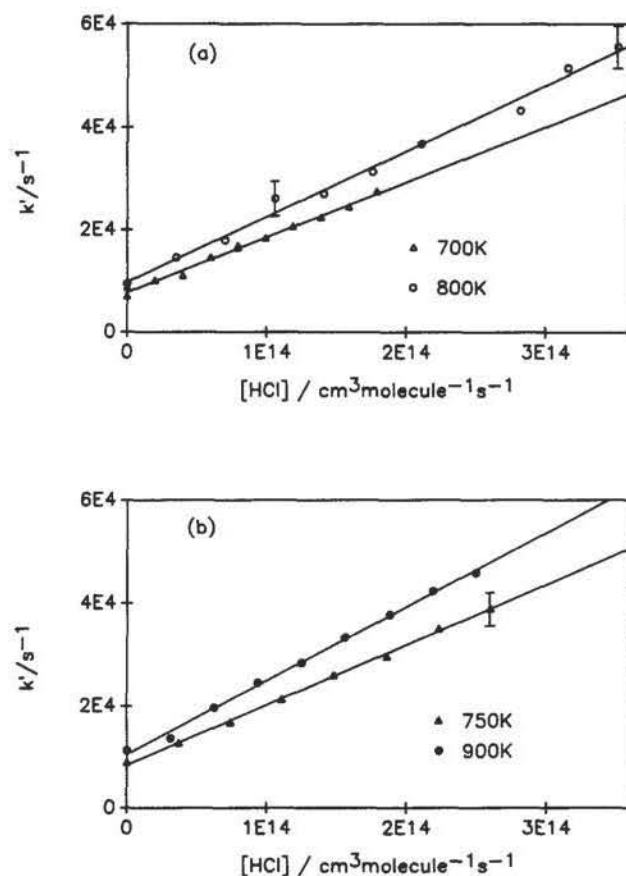 (a)
6E4
4E4
2E4
0
k'/s⁻¹
700K
800K
0 1E14 2E14 3E14
[HCl] / cm³molecule⁻¹s⁻¹
(b)
6E4
4E4
2E4
0
k'/s⁻¹
750K
900K
0 1E14 2E14 3E14
[HCl] / cm³molecule⁻¹s⁻¹